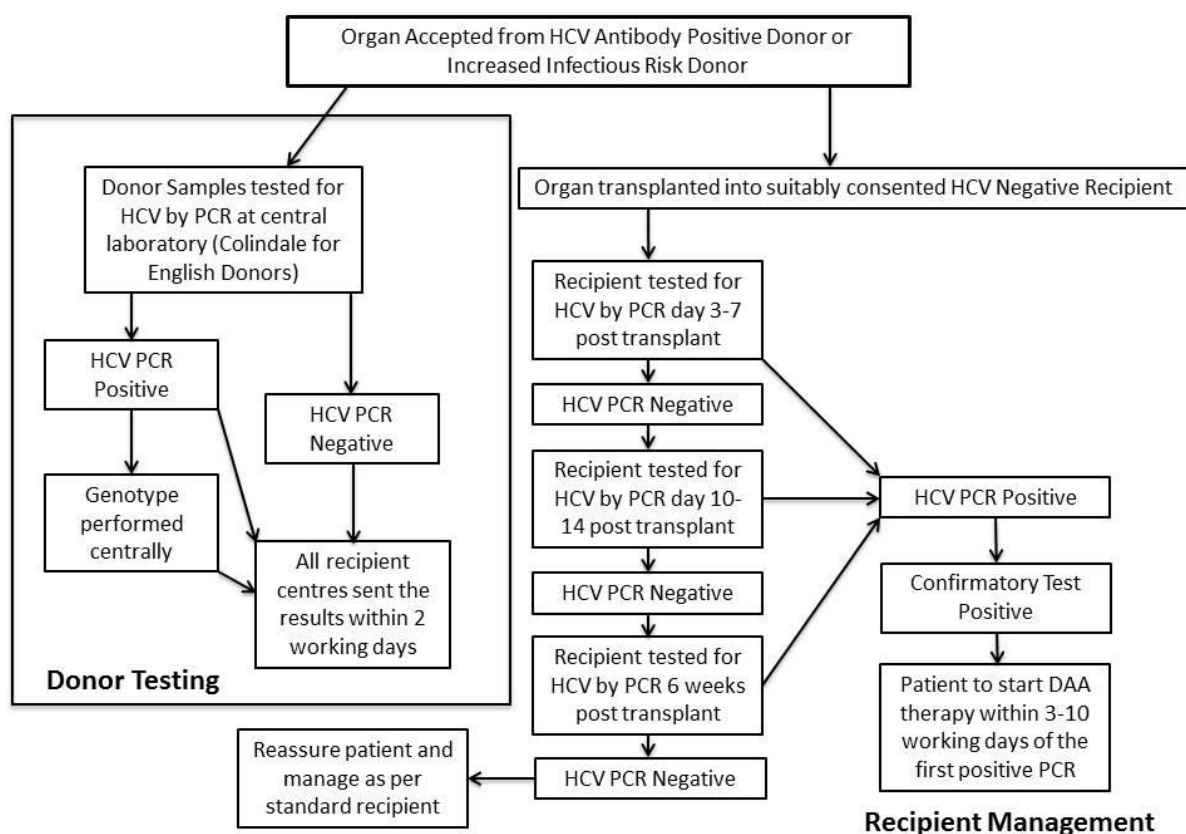 Organ Accepted from HCV Antibody Positive Donor or
Increased Infectious Risk Donor
Donor Samples tested for
HCV by PCR at central
laboratory (Colindale for
English Donors)
HCV PCR
Positive
HCV PCR
Negative
Genotype
performed
centrally
All recipient
centres sent the
results within 2
working days
Donor Testing
Organ transplanted into suitably consented HCV Negative Recipient
Recipient tested for
HCV by PCR day 3-7
post transplant
HCV PCR Negative
Recipient tested for
HCV by PCR day 10-
14 post transplant
HCV PCR Negative
Recipient tested for
HCV by PCR 6 weeks
post transplant
HCV PCR Negative
Reassure patient and
manage as per
standard recipient
HCV PCR Positive
Confirmatory Test
Positive
Patient to start DAA
therapy within 3-10
working days of the
first positive PCR
Recipient Management